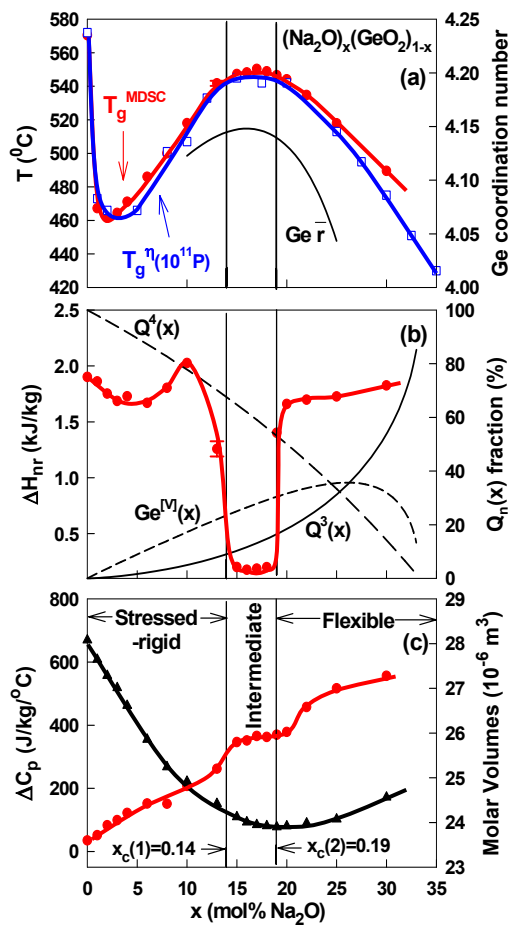 (Na₂O)ₓ(GeO₂)₁₋ₓ
(a)
580
560
540
520
500
480
460
440
420
T (⁰C)
T_g^MDSC
T_g^η(10¹¹P)
Ge r̅
4.25
4.20
4.15
4.10
4.05
4.00
Ge coordination number
(b)
2.5
2.0
1.5
1.0
0.5
ΔH_nr (kJ/kg)
Q⁴(x)
Ge^[V](x)
Q³(x)
100
80
60
40
20
0
Q_n(x) fraction (%)
(c)
800
600
400
200
0
ΔC_p (J/kg/°C)
Stressed
-rigid
Intermediate
Flexible
x_c(1)=0.14
x_c(2)=0.19
29
28
27
26
25
24
23
Molar Volumes (10⁻⁶ m³)
0 5 10 15 20 25 30 35
x (mol% Na₂O)